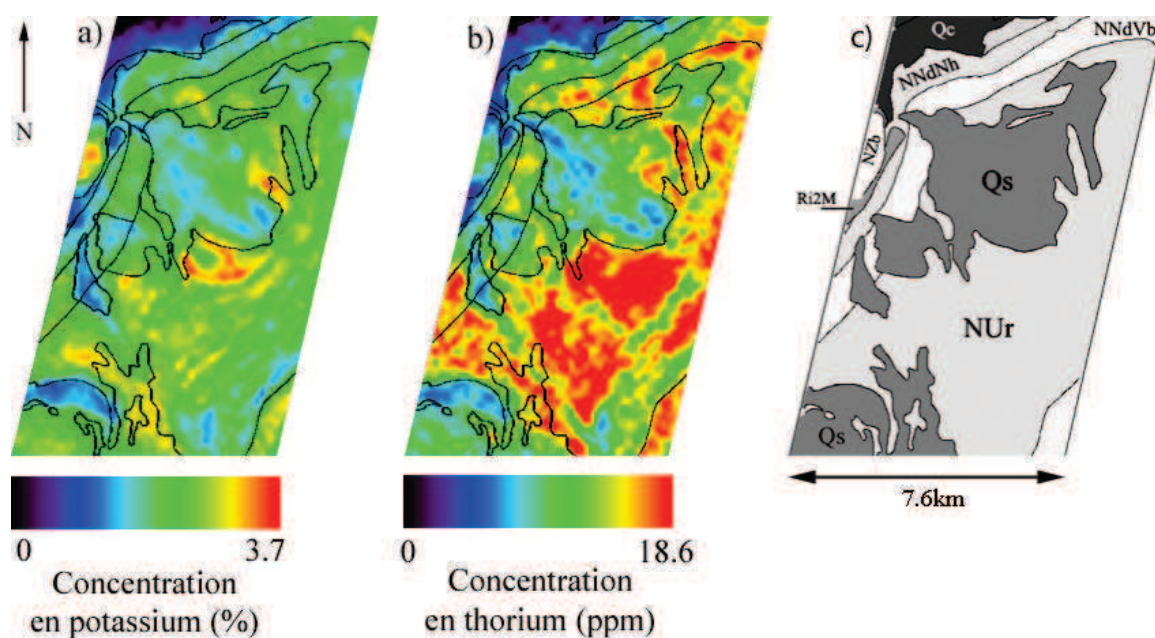 a)
N
0
3.7
Concentration
en potassium (%)
b)
0
18.6
Concentration
en thorium (ppm)
c)
Qc
NNdVb
NNdNh
NZb
Qs
Ri2M
NUr
Qs
7.6km